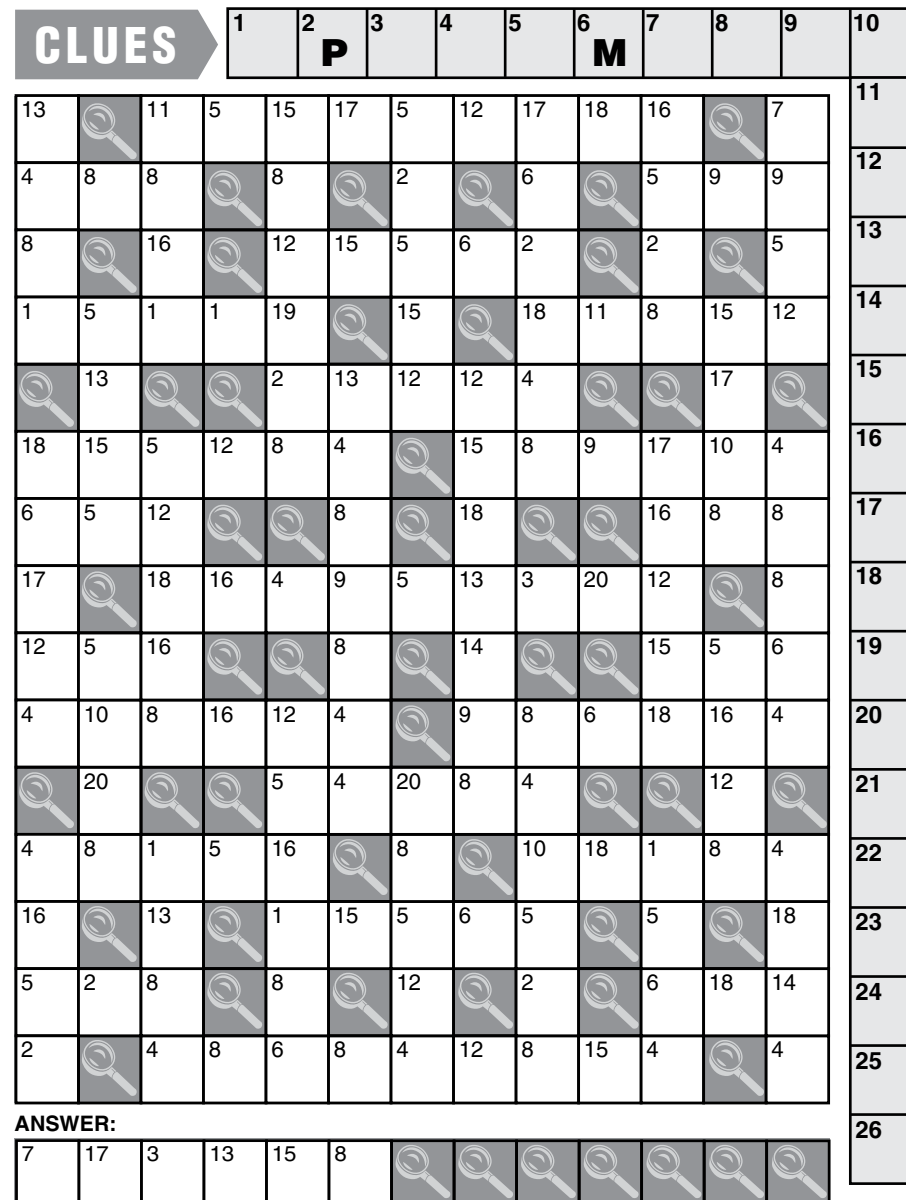 CLUES
1 2 P 3 4 5 6 M 7 8 9 10
11
13 11 5 15 17 5 12 17 18 16 7
12
4 8 8 8 2 6 5 9 9
13
8 16 12 15 5 6 2 2 5
14
1 5 1 1 19 15 18 11 8 15 12
15
13 2 13 12 12 4 17
16
18 15 5 12 8 4 15 8 9 17 10 4
17
6 5 12 8 18 16 8 8
18
17 18 16 4 9 5 13 3 20 12 8
19
12 5 16 8 14 15 5 6
20
4 10 8 16 12 4 9 8 6 18 16 4
21
20 5 4 20 8 4 12
22
4 8 1 5 16 8 10 18 1 8 4
23
16 13 1 15 5 6 5 5 18
24
5 2 8 8 12 2 6 18 14
25
2 4 8 6 8 4 12 8 15 4 4
26
ANSWER:
7 17 3 13 15 8